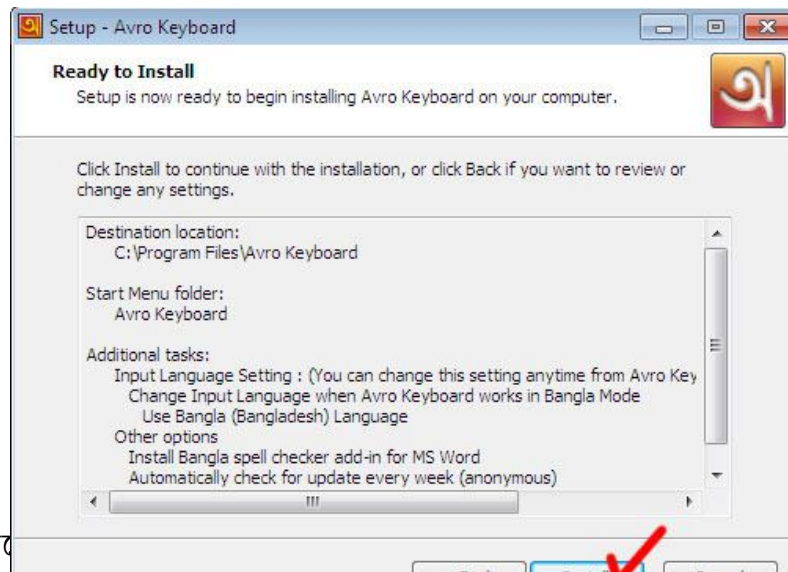 Setup - Avro Keyboard
Ready to Install
Setup is now ready to begin installing Avro Keyboard on your computer.
অ
Click Install to continue with the installation, or click Back if you want to review or
change any settings.
Destination location:
C:\Program Files\Avro Keyboard
Start Menu folder:
Avro Keyboard
Additional tasks:
Input Language Setting : (You can change this setting anytime from Avro Key
Change Input Language when Avro Keyboard works in Bangla Mode
Use Bangla (Bangladesh) Language
Other options
Install Bangla spell checker add-in for MS Word
Automatically check for update every week (anonymous)